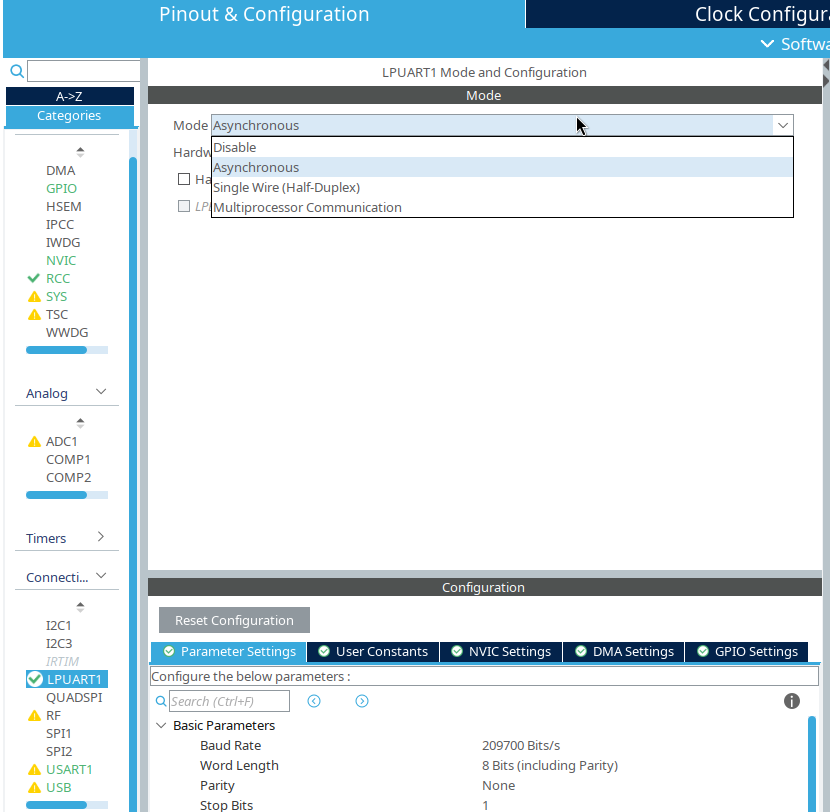 Pinout & Configuration
Clock Configura
Softwa
LPUART1 Mode and Configuration
A->Z
Categories
DMA
GPIO
HSEM
IPCC
IWDG
NVIC
RCC
SYS
TSC
WWDG
Analog
ADC1
COMP1
COMP2
Timers
Connecti...
I2C1
I2C3
IRTIM
LPUART1
QUADSPI
RF
SPI1
SPI2
USART1
USB
Mode
Mode Asynchronous
Hardw
Ha
LP
Disable
Asynchronous
Single Wire (Half-Duplex)
Multiprocessor Communication
Configuration
Reset Configuration
Parameter Settings
User Constants
NVIC Settings
DMA Settings
GPIO Settings
Configure the below parameters :
Search (Ctrl+F)
Basic Parameters
Baud Rate 209700 Bits/s
Word Length 8 Bits (including Parity)
Parity None
Stop Bits 1